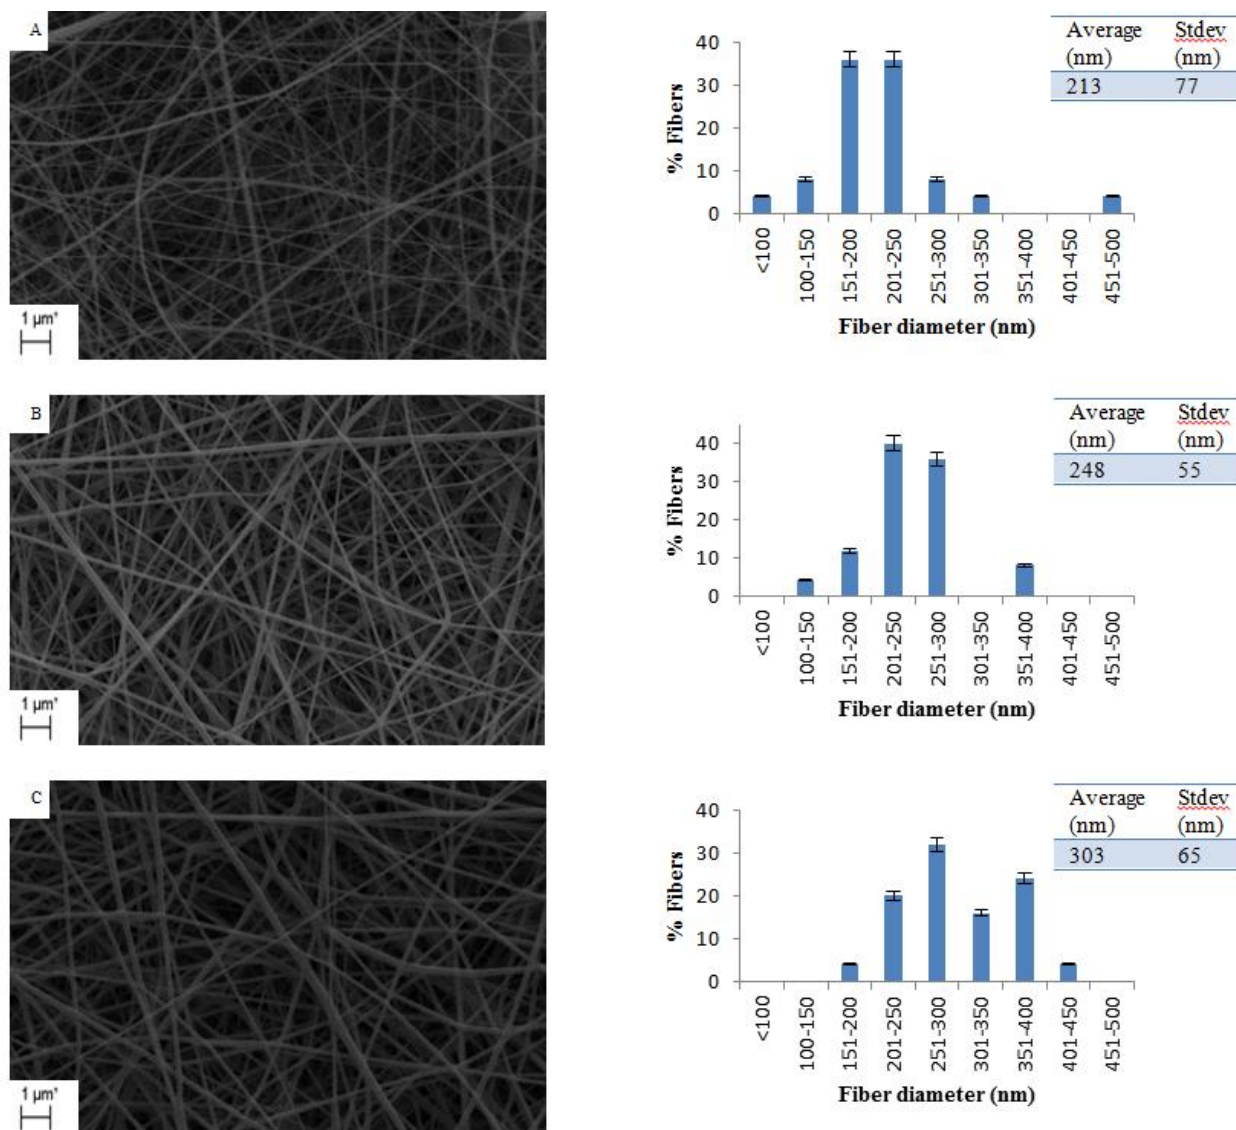 A
1 µm*
40
30
20
10
0
% Fibers
<100
100-150
151-200
201-250
251-300
301-350
351-400
401-450
451-500
Fiber diameter (nm)
Average Stdev
(nm) (nm)
213 77
B
1 µm*
40
30
20
10
0
% Fibers
<100
100-150
151-200
201-250
251-300
301-350
351-400
401-450
451-500
Fiber diameter (nm)
Average Stdev
(nm) (nm)
248 55
C
1 µm*
40
30
20
10
0
% Fibers
<100
100-150
151-200
201-250
251-300
301-350
351-400
401-450
451-500
Fiber diameter (nm)
Average Stdev
(nm) (nm)
303 65